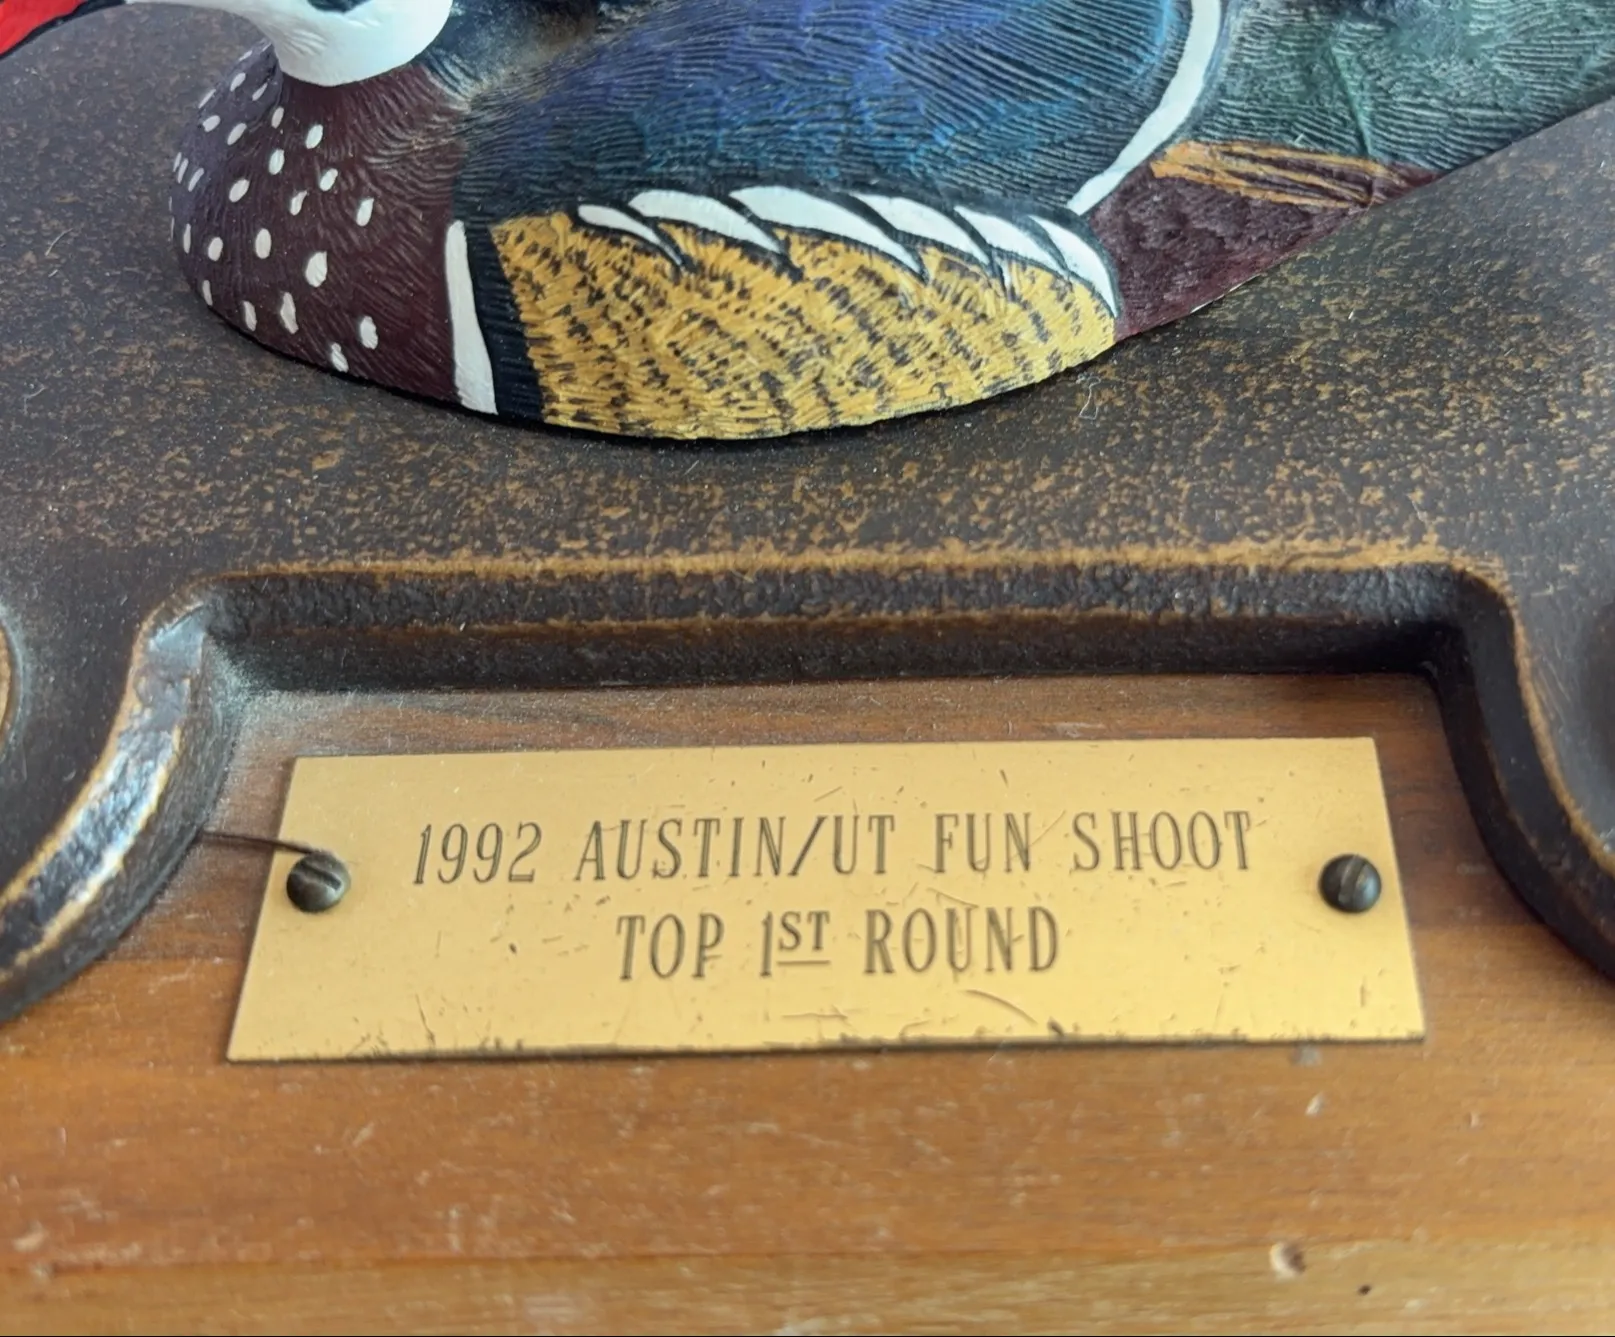 1992 AUSTIN/UT FUN SHOOT
TOP 1ST ROUND